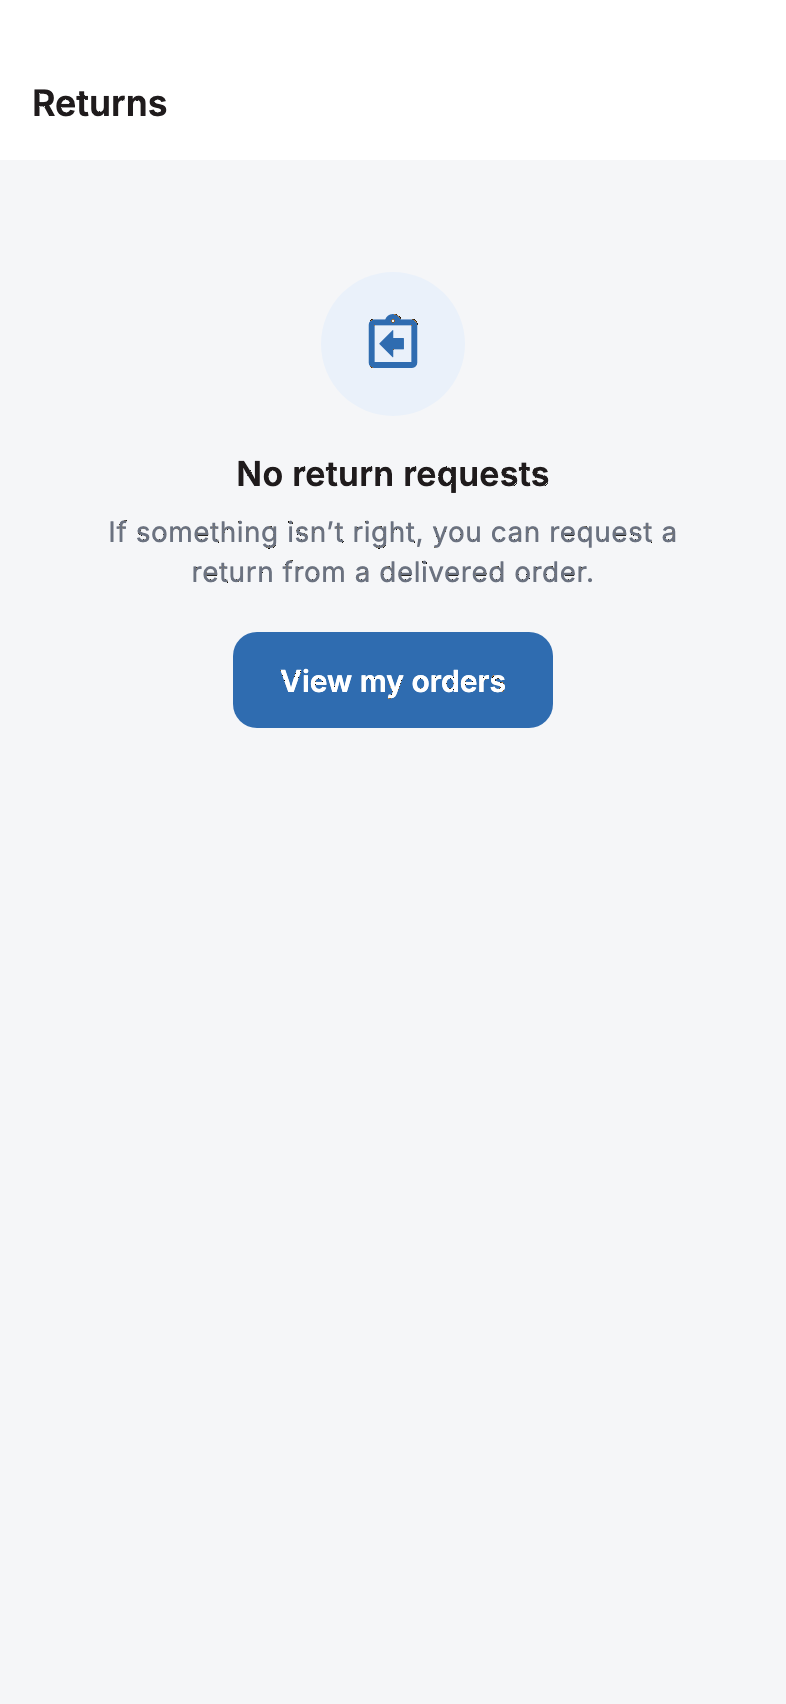 Returns
No return requests
If something isn’t right, you can request a
return from a delivered order.
View my orders